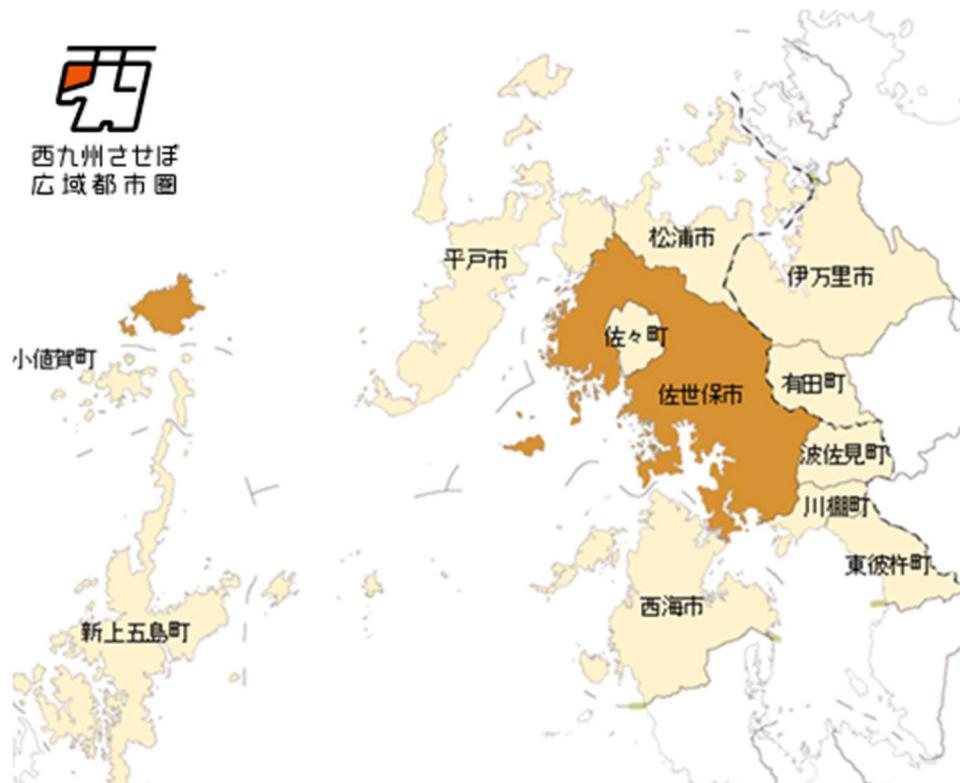 西九州させぼ
広域都市圏
松浦市
平戸市
伊万里市
佐々町
小値賀町
有田町
佐世保市
波佐見町
川棚町
東彼杵町
西海市
新上五島町